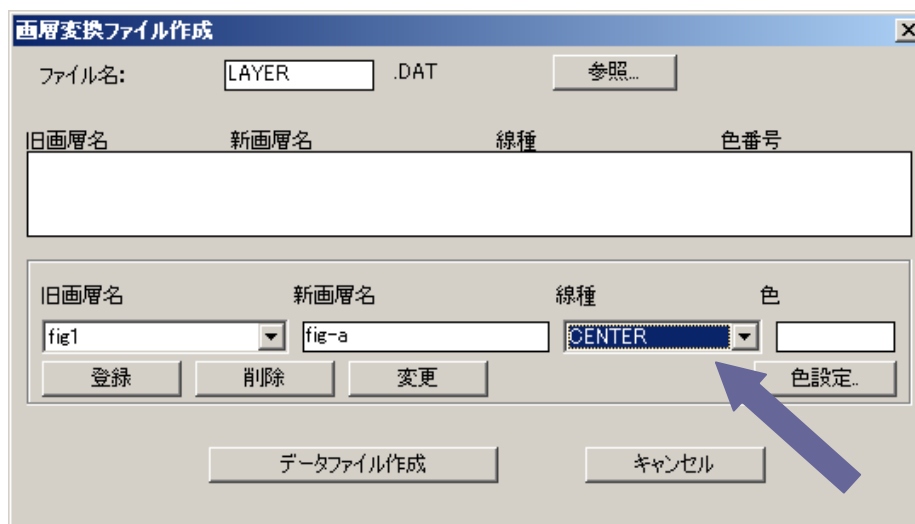 画層変換ファイル作成
ファイル名: LAYER .DAT 参照...
旧画層名 新画層名 線種 色番号
旧画層名 新画層名 線種 色
fig1 fig-a CENTER
登録 削除 変更 色設定..
データファイル作成 キャンセル